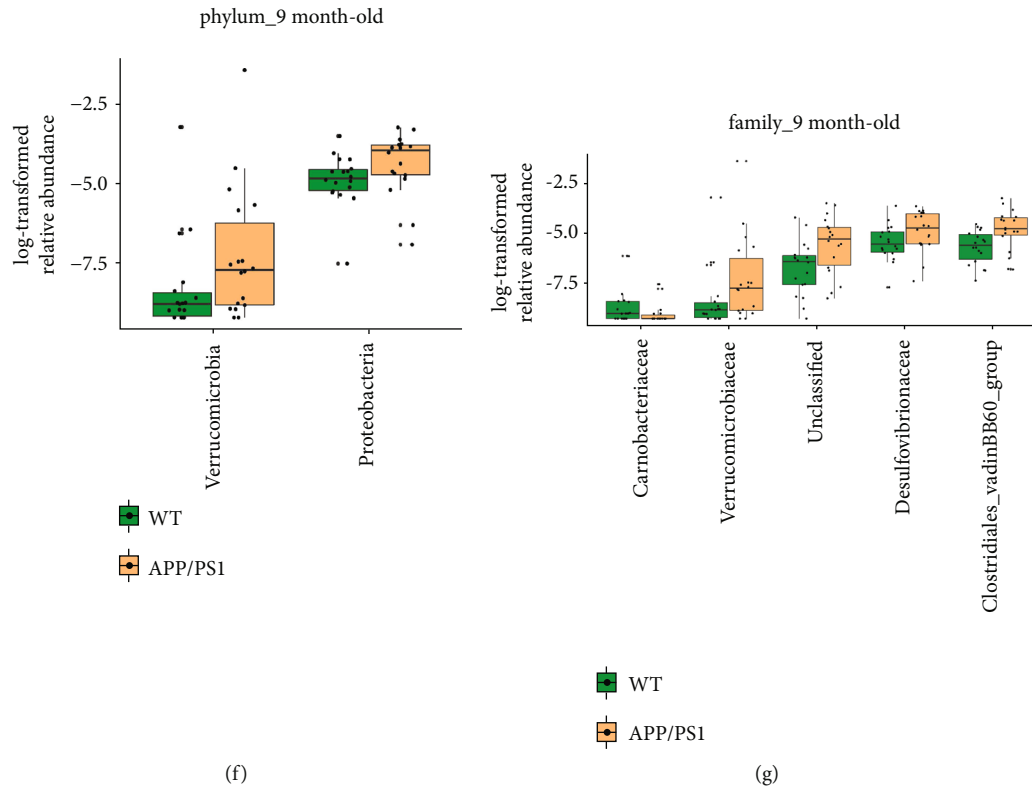 phylum_9 month-old
log-transformed
relative abundance
−2.5
−5.0
−7.5
Verrucomicrobia
Proteobacteria
WT
APP/PS1
(f)
family_9 month-old
log-transformed
relative abundance
−2.5
−5.0
−7.5
Carnobacteriaceae
Verrucomicrobiaceae
Unclassified
Desulfovibrionaceae
Clostridiales_vadinBB60_group
WT
APP/PS1
(g)